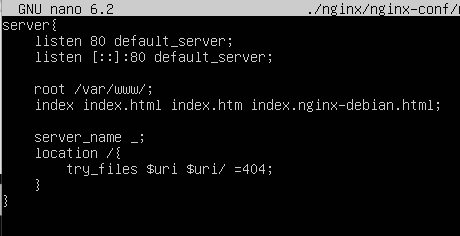 GNU nano 6.2 ./nginx/nginx-conf/
server{
listen 80 default_server;
listen [::]:80 default_server;
root /var/www/;
index index.html index.htm index.nginx-debian.html;
server_name _;
location /{
try_files $uri $uri/ =404;
}
}